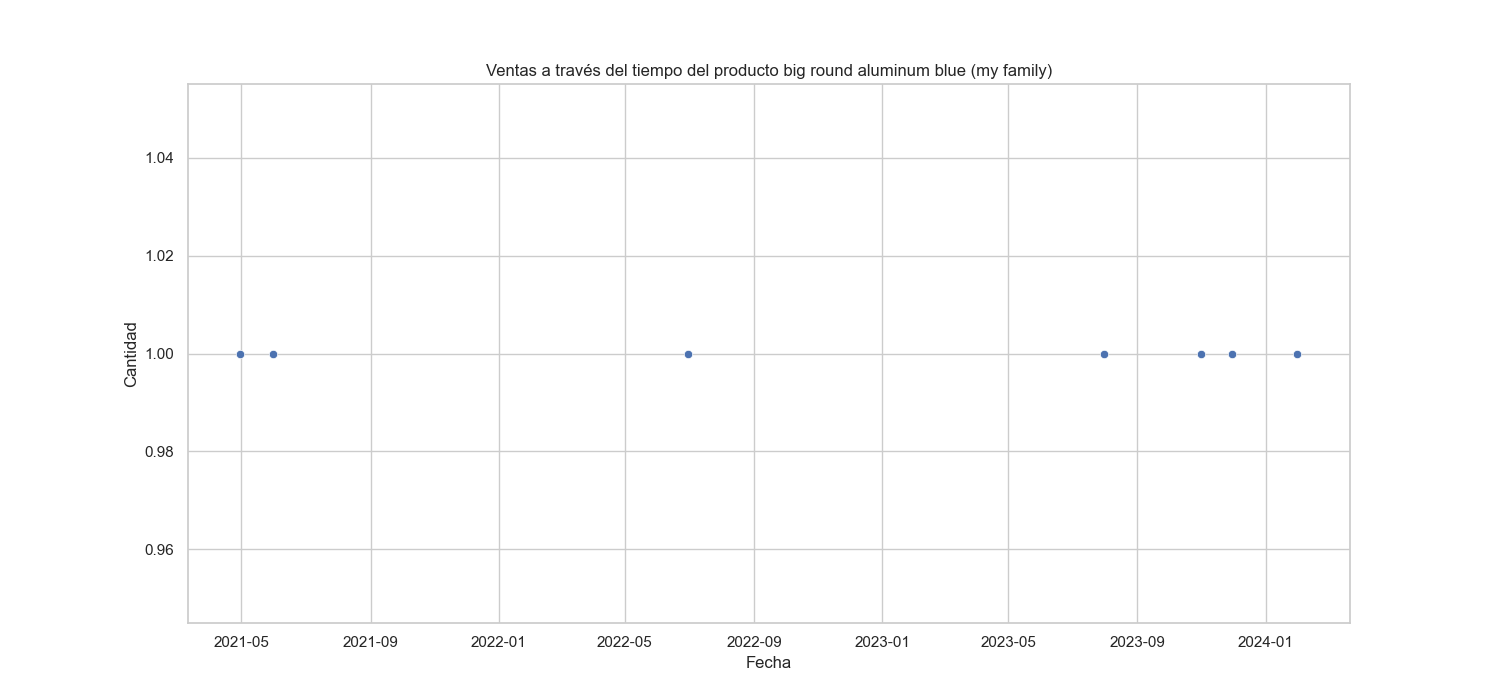 Ventas a través del tiempo del producto big round aluminum blue (my family)
1.04
1.02
1.00
0.98
0.96
Cantidad
2021-05 2021-09 2022-01 2022-05 2022-09 2023-01 2023-05 2023-09 2024-01
Fecha